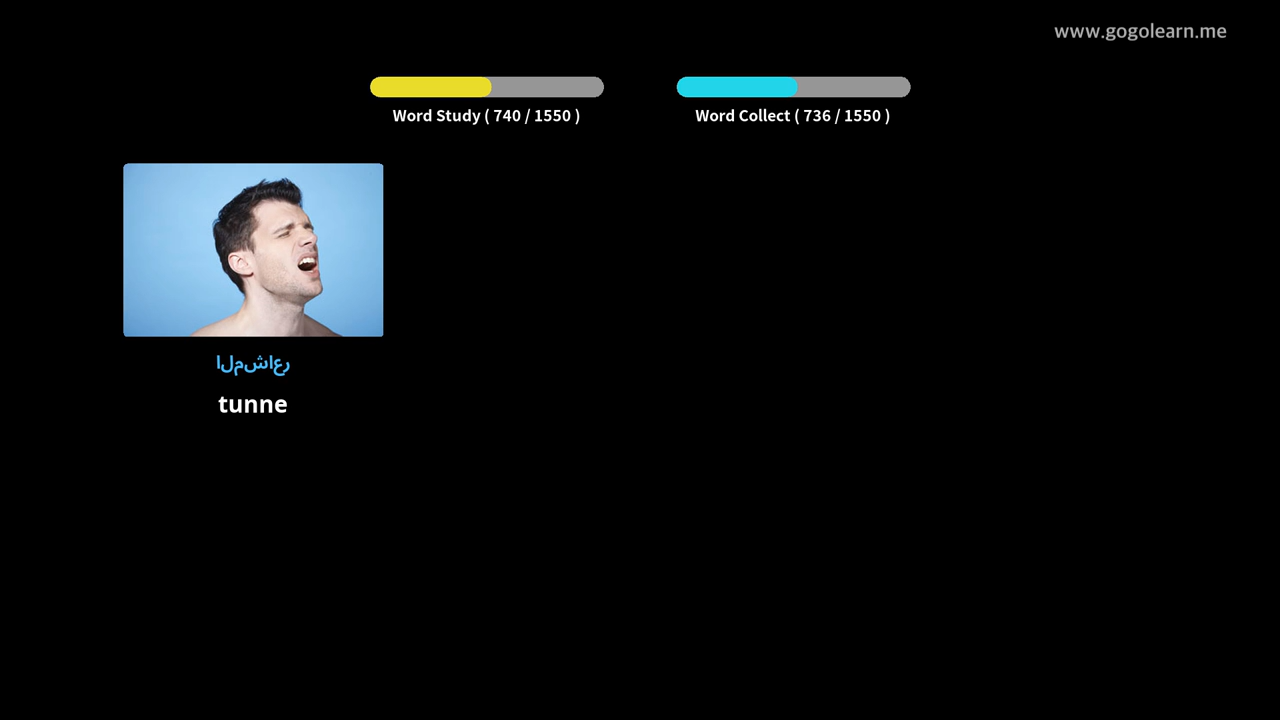 www.gogolearn.me
Word Study ( 740 / 1550 )
Word Collect ( 736 / 1550 )
المشاعر
tunne